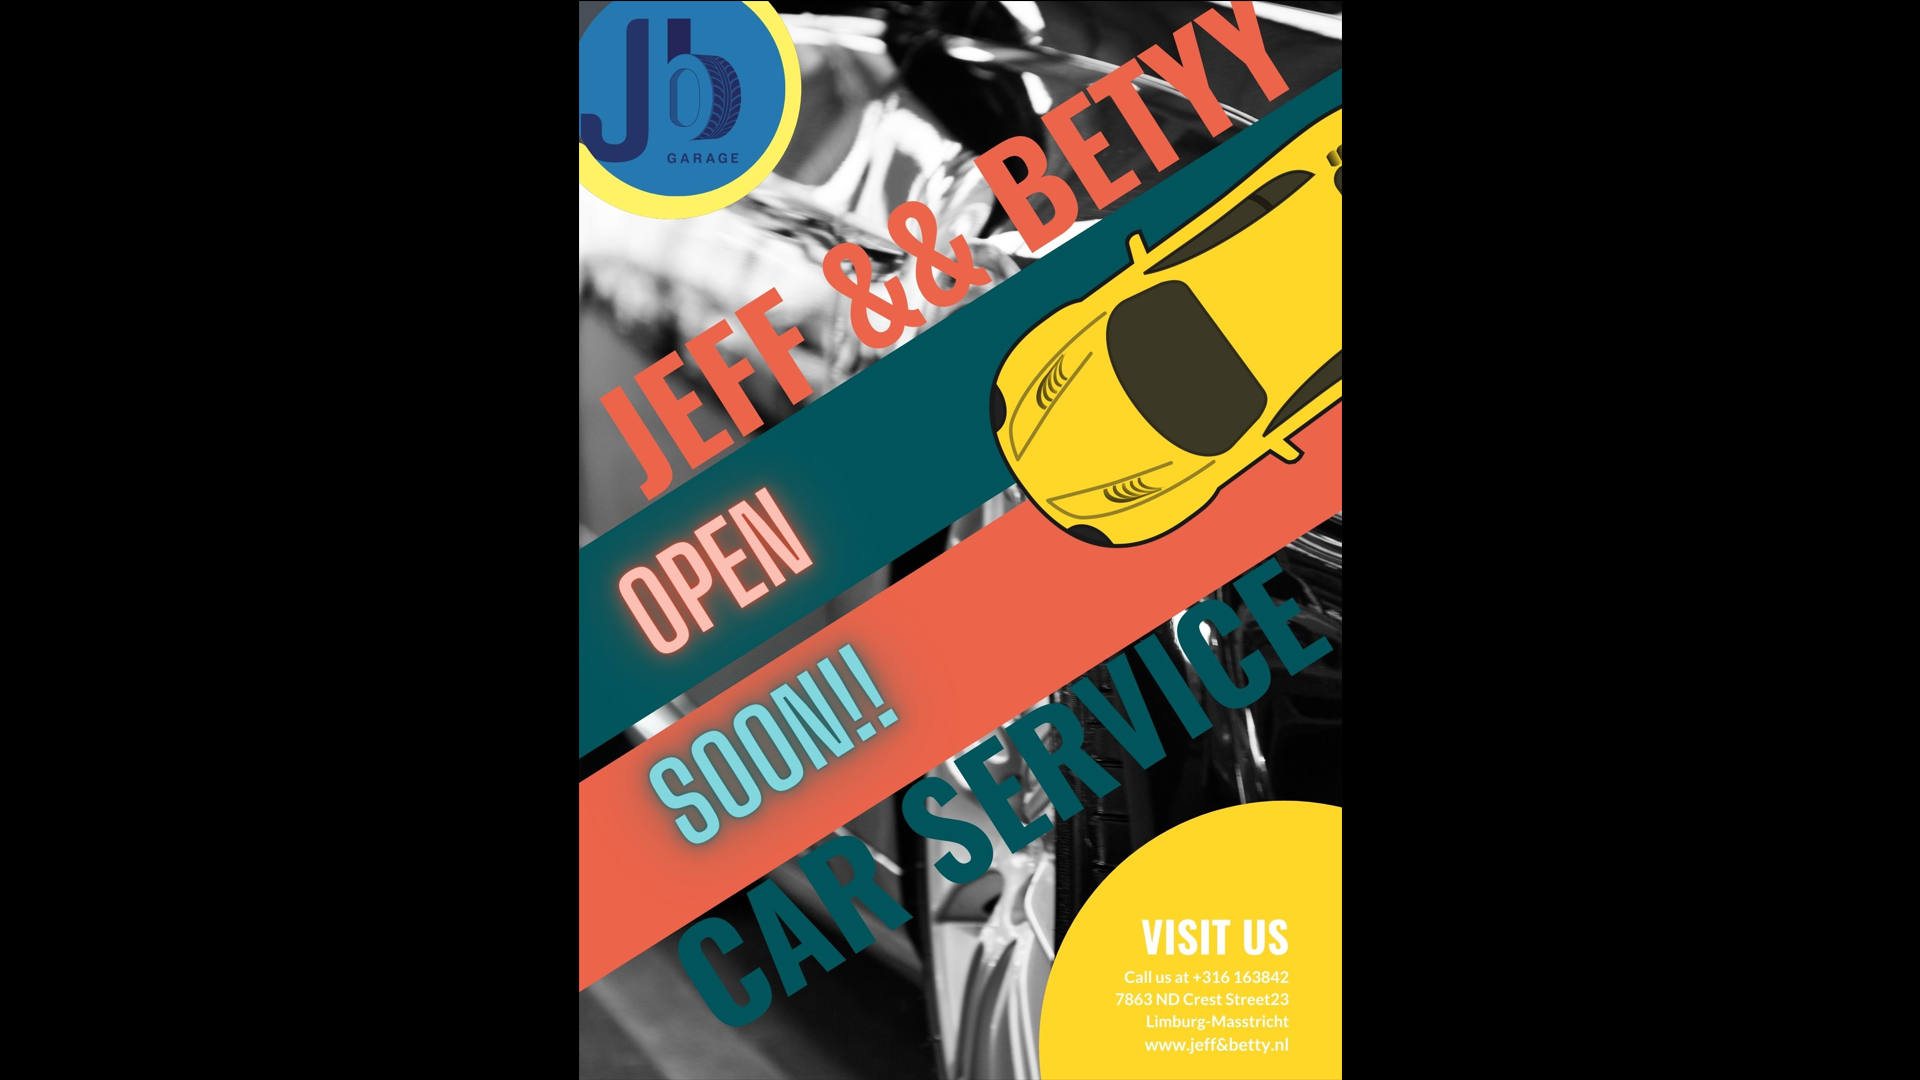 Jb
GARAGE
JEFF && BETYY
OPEN
SOON!!
CAR SERVICE
VISIT US
Call us at +316 163842
7863 ND Crest Street23
Limburg-Masstricht
www.jeff&betty.nl